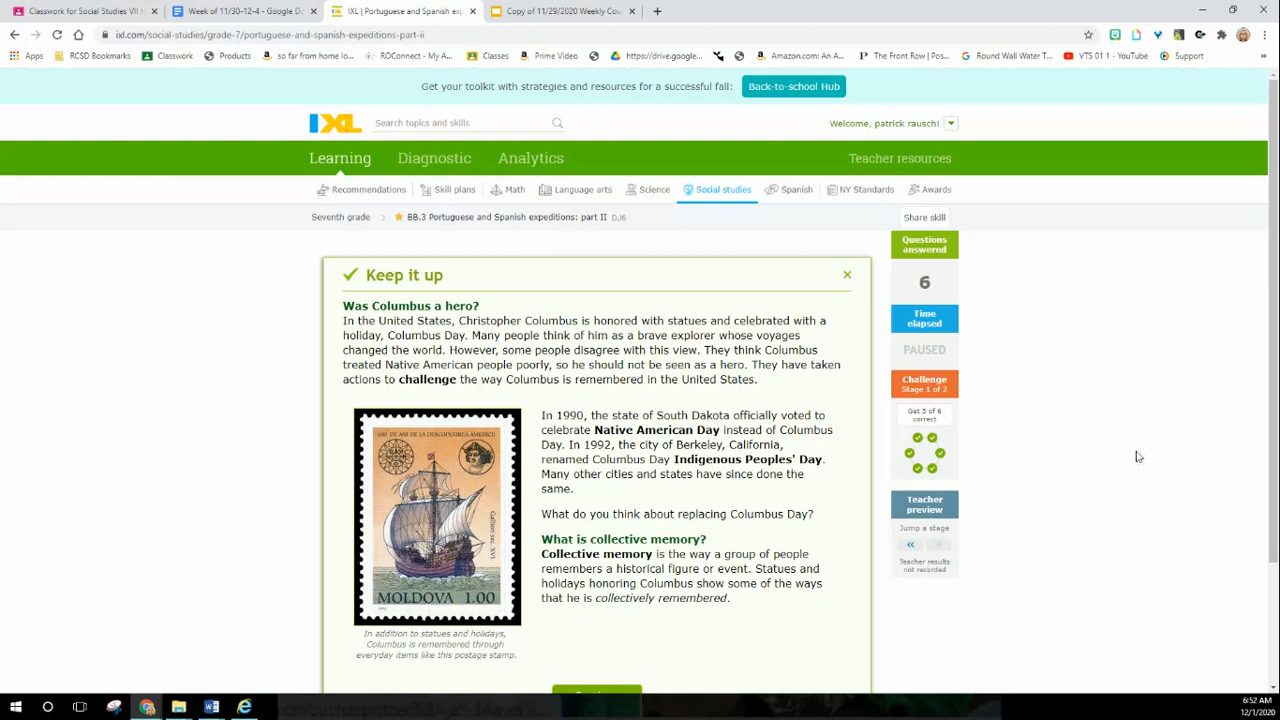 Classwork for Social Studies VII H
Week of 11/30-12-4 - Google Do
IXL | Portuguese and Spanish exp
Copy of 11/29/2020 Weekly Cou
ixl.com/social-studies/grade-7/portuguese-and-spanish-expeditions-part-ii
Apps RCSD Bookmarks Classwork Products so far from home lo... ROConnect - My A... Classes Prime Video https://drive.google... Amazon.com: An A... The Front Row | Pos... Round Wall Water T... VTS 01 1 - YouTube Support
Get your toolkit with strategies and resources for a successful fall: Back-to-school Hub
IXL Search topics and skills Welcome, patrick rausch!
Learning Diagnostic Analytics Teacher resources
Recommendations Skill plans Math Language arts Science Social studies Spanish NY Standards Awards
Seventh grade > BB.3 Portuguese and Spanish expeditions: part II DJ6 Share skill
Keep it up
Was Columbus a hero?
In the United States, Christopher Columbus is honored with statues and celebrated with a
holiday, Columbus Day. Many people think of him as a brave explorer whose voyages
changed the world. However, some people disagree with this view. They think Columbus
treated Native American people poorly, so he should not be seen as a hero. They have taken
actions to challenge the way Columbus is remembered in the United States.
In 1990, the state of South Dakota officially voted to
celebrate Native American Day instead of Columbus
Day. In 1992, the city of Berkeley, California,
renamed Columbus Day Indigenous Peoples' Day.
Many other cities and states have since done the
same.
What do you think about replacing Columbus Day?
What is collective memory?
Collective memory is the way a group of people
remembers a historical figure or event. Statues and
holidays honoring Columbus show some of the ways
that he is collectively remembered.
500 DE ANI DE LA DESCOPERIREA AMERICII
Galion sec. XVI
MOLDOVA 1.00
In addition to statues and holidays,
Columbus is remembered through
everyday items like this postage stamp.
Questions
answered
6
Time
elapsed
PAUSED
Challenge
Stage 1 of 2
Get 5 of 6
correct
Teacher
preview
Jump a stage
Teacher results
not recorded
6:52 AM
12/1/2020